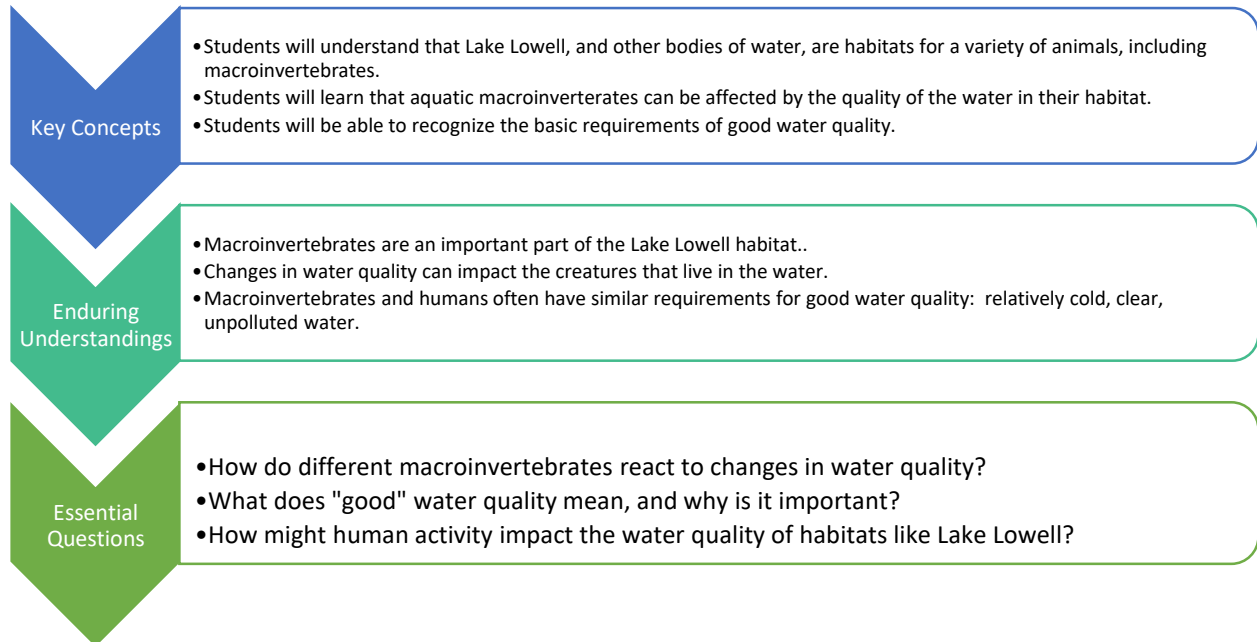 Key Concepts
•Students will understand that Lake Lowell, and other bodies of water, are habitats for a variety of animals, including
macroinvertebrates.
•Students will learn that aquatic macroinverterates can be affected by the quality of the water in their habitat.
•Students will be able to recognize the basic requirements of good water quality.
Enduring
Understandings
•Macroinvertebrates are an important part of the Lake Lowell habitat..
•Changes in water quality can impact the creatures that live in the water.
•Macroinvertebrates and humans often have similar requirements for good water quality:  relatively cold, clear,
unpolluted water.
Essential
Questions
•How do different macroinvertebrates react to changes in water quality?
•What does "good" water quality mean, and why is it important?
•How might human activity impact the water quality of habitats like Lake Lowell?